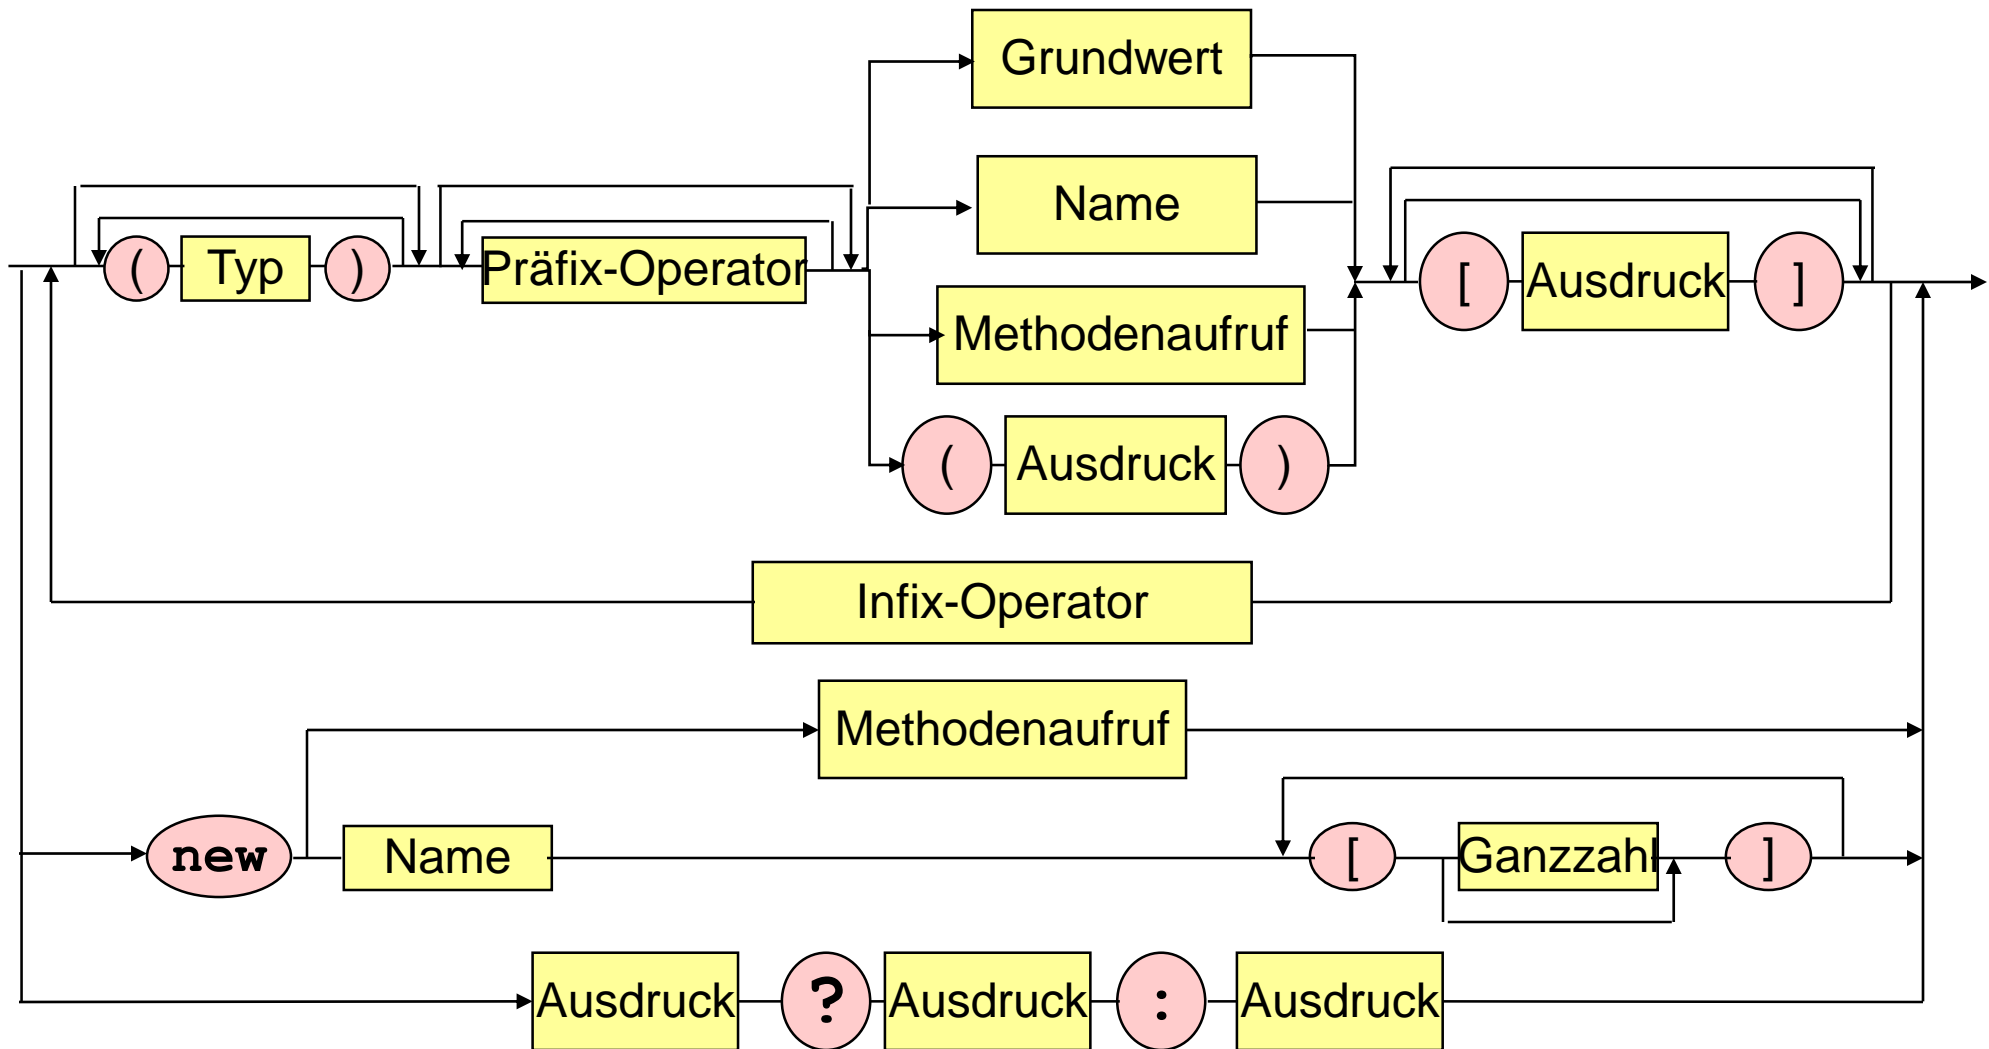 Grundwert
Name
( Typ ) Präfix-Operator
Methodenaufruf
[ Ausdruck ]
( Ausdruck )
Infix-Operator
Methodenaufruf
new Name [ Ganzzahl ]
Ausdruck ? Ausdruck : Ausdruck